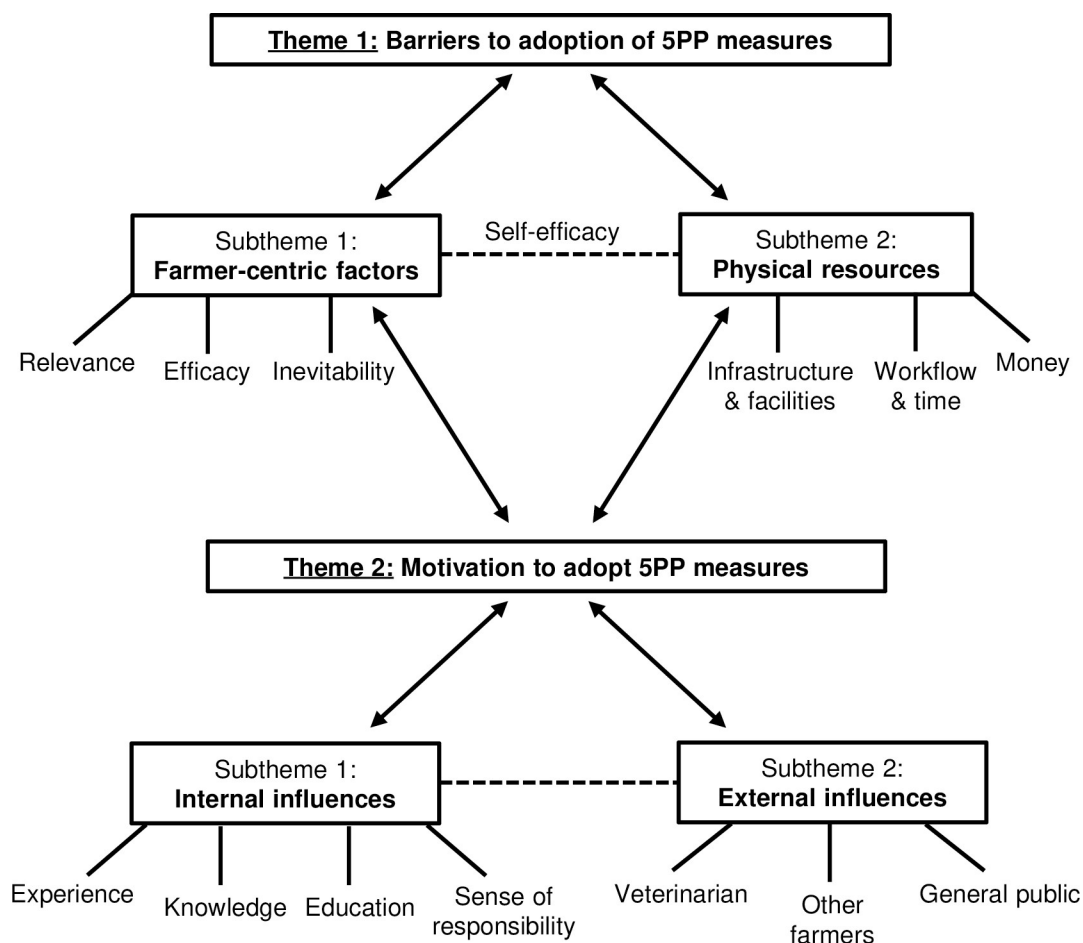 Theme 1: Barriers to adoption of 5PP measures
Self-efficacy
Subtheme 1:
Farmer-centric factors
Subtheme 2:
Physical resources
Relevance
Efficacy
Inevitability
Infrastructure
& facilities
Workflow
& time
Money
Theme 2: Motivation to adopt 5PP measures
Subtheme 1:
Internal influences
Subtheme 2:
External influences
Experience
Knowledge
Education
Sense of
responsibility
Veterinarian
Other
farmers
General public